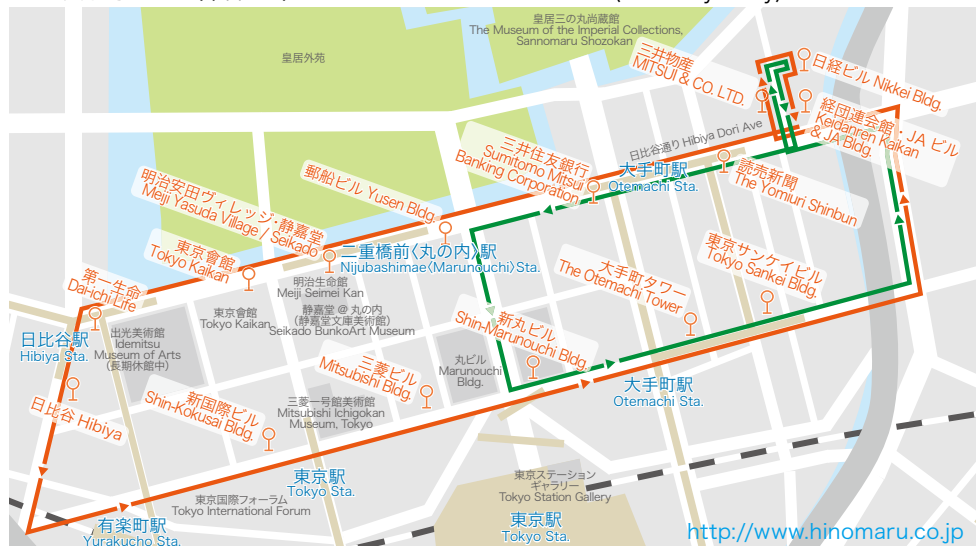 皇居三の丸尚蔵館
The Museum of the Imperial Collections,
Sannomaru Shozokan
皇居外苑
三井物産
MITSUI & CO. LTD.
日経ビル Nikkei Bldg.
経団連会館・JA ビル
Keidanren Kaikan
& JA Bldg.
日比谷通り Hibiya Dori Ave
三井住友銀行
Sumitomo Mitsui
Banking Corporation
大手町駅
Otemachi Sta.
読売新聞
The Yomiuri Shinbun
郵船ビル Yusen Bldg.
明治安田ヴィレッジ・静嘉堂
Meiji Yasuda Village / Seikado
二重橋前〈丸の内〉駅
Nijubashimae〈Marunouchi〉Sta.
東京會館
Tokyo Kaikan
東京サンケイビル
Tokyo Sankei Bldg.
大手町タワー
The Otemachi Tower
第一生命
Dai-ichi Life
明治生命館
Meiji Seimei Kan
東京會館
Tokyo Kaikan
静嘉堂 @ 丸の内
(静嘉堂文庫美術館)
Seikado BunkoArt Museum
新丸ビル
Shin-Marunouchi Bldg.
日比谷駅
Hibiya Sta.
出光美術館
Idemitsu
Museum of Arts
(長期休館中)
丸ビル
Marunouchi
Bldg.
三菱ビル
Mitsubishi Bldg.
大手町駅
Otemachi Sta.
日比谷 Hibiya
新国際ビル
Shin-Kokusai Bldg.
三菱一号館美術館
Mitsubishi Ichigokan
Museum, Tokyo
東京駅
Tokyo Sta.
東京国際フォーラム
Tokyo International Forum
東京ステーション
ギャラリー
Tokyo Station Gallery
有楽町駅
Yurakucho Sta.
東京駅
Tokyo Sta.
http://www.hinomaru.co.jp